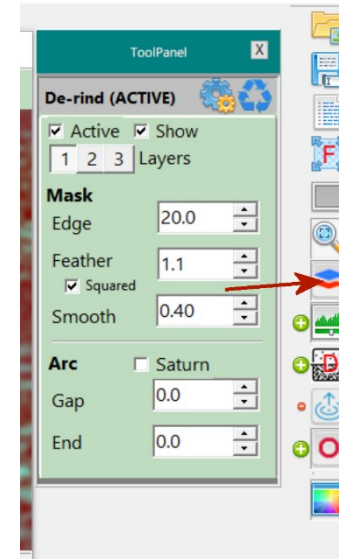 ToolPanel X
De-rind (ACTIVE)
Active Show
1 2 3 Layers
Mask
Edge 20.0
Feather 1.1
Squared
Smooth 0.40
Arc Saturn
Gap 0.0
End 0.0
F
D